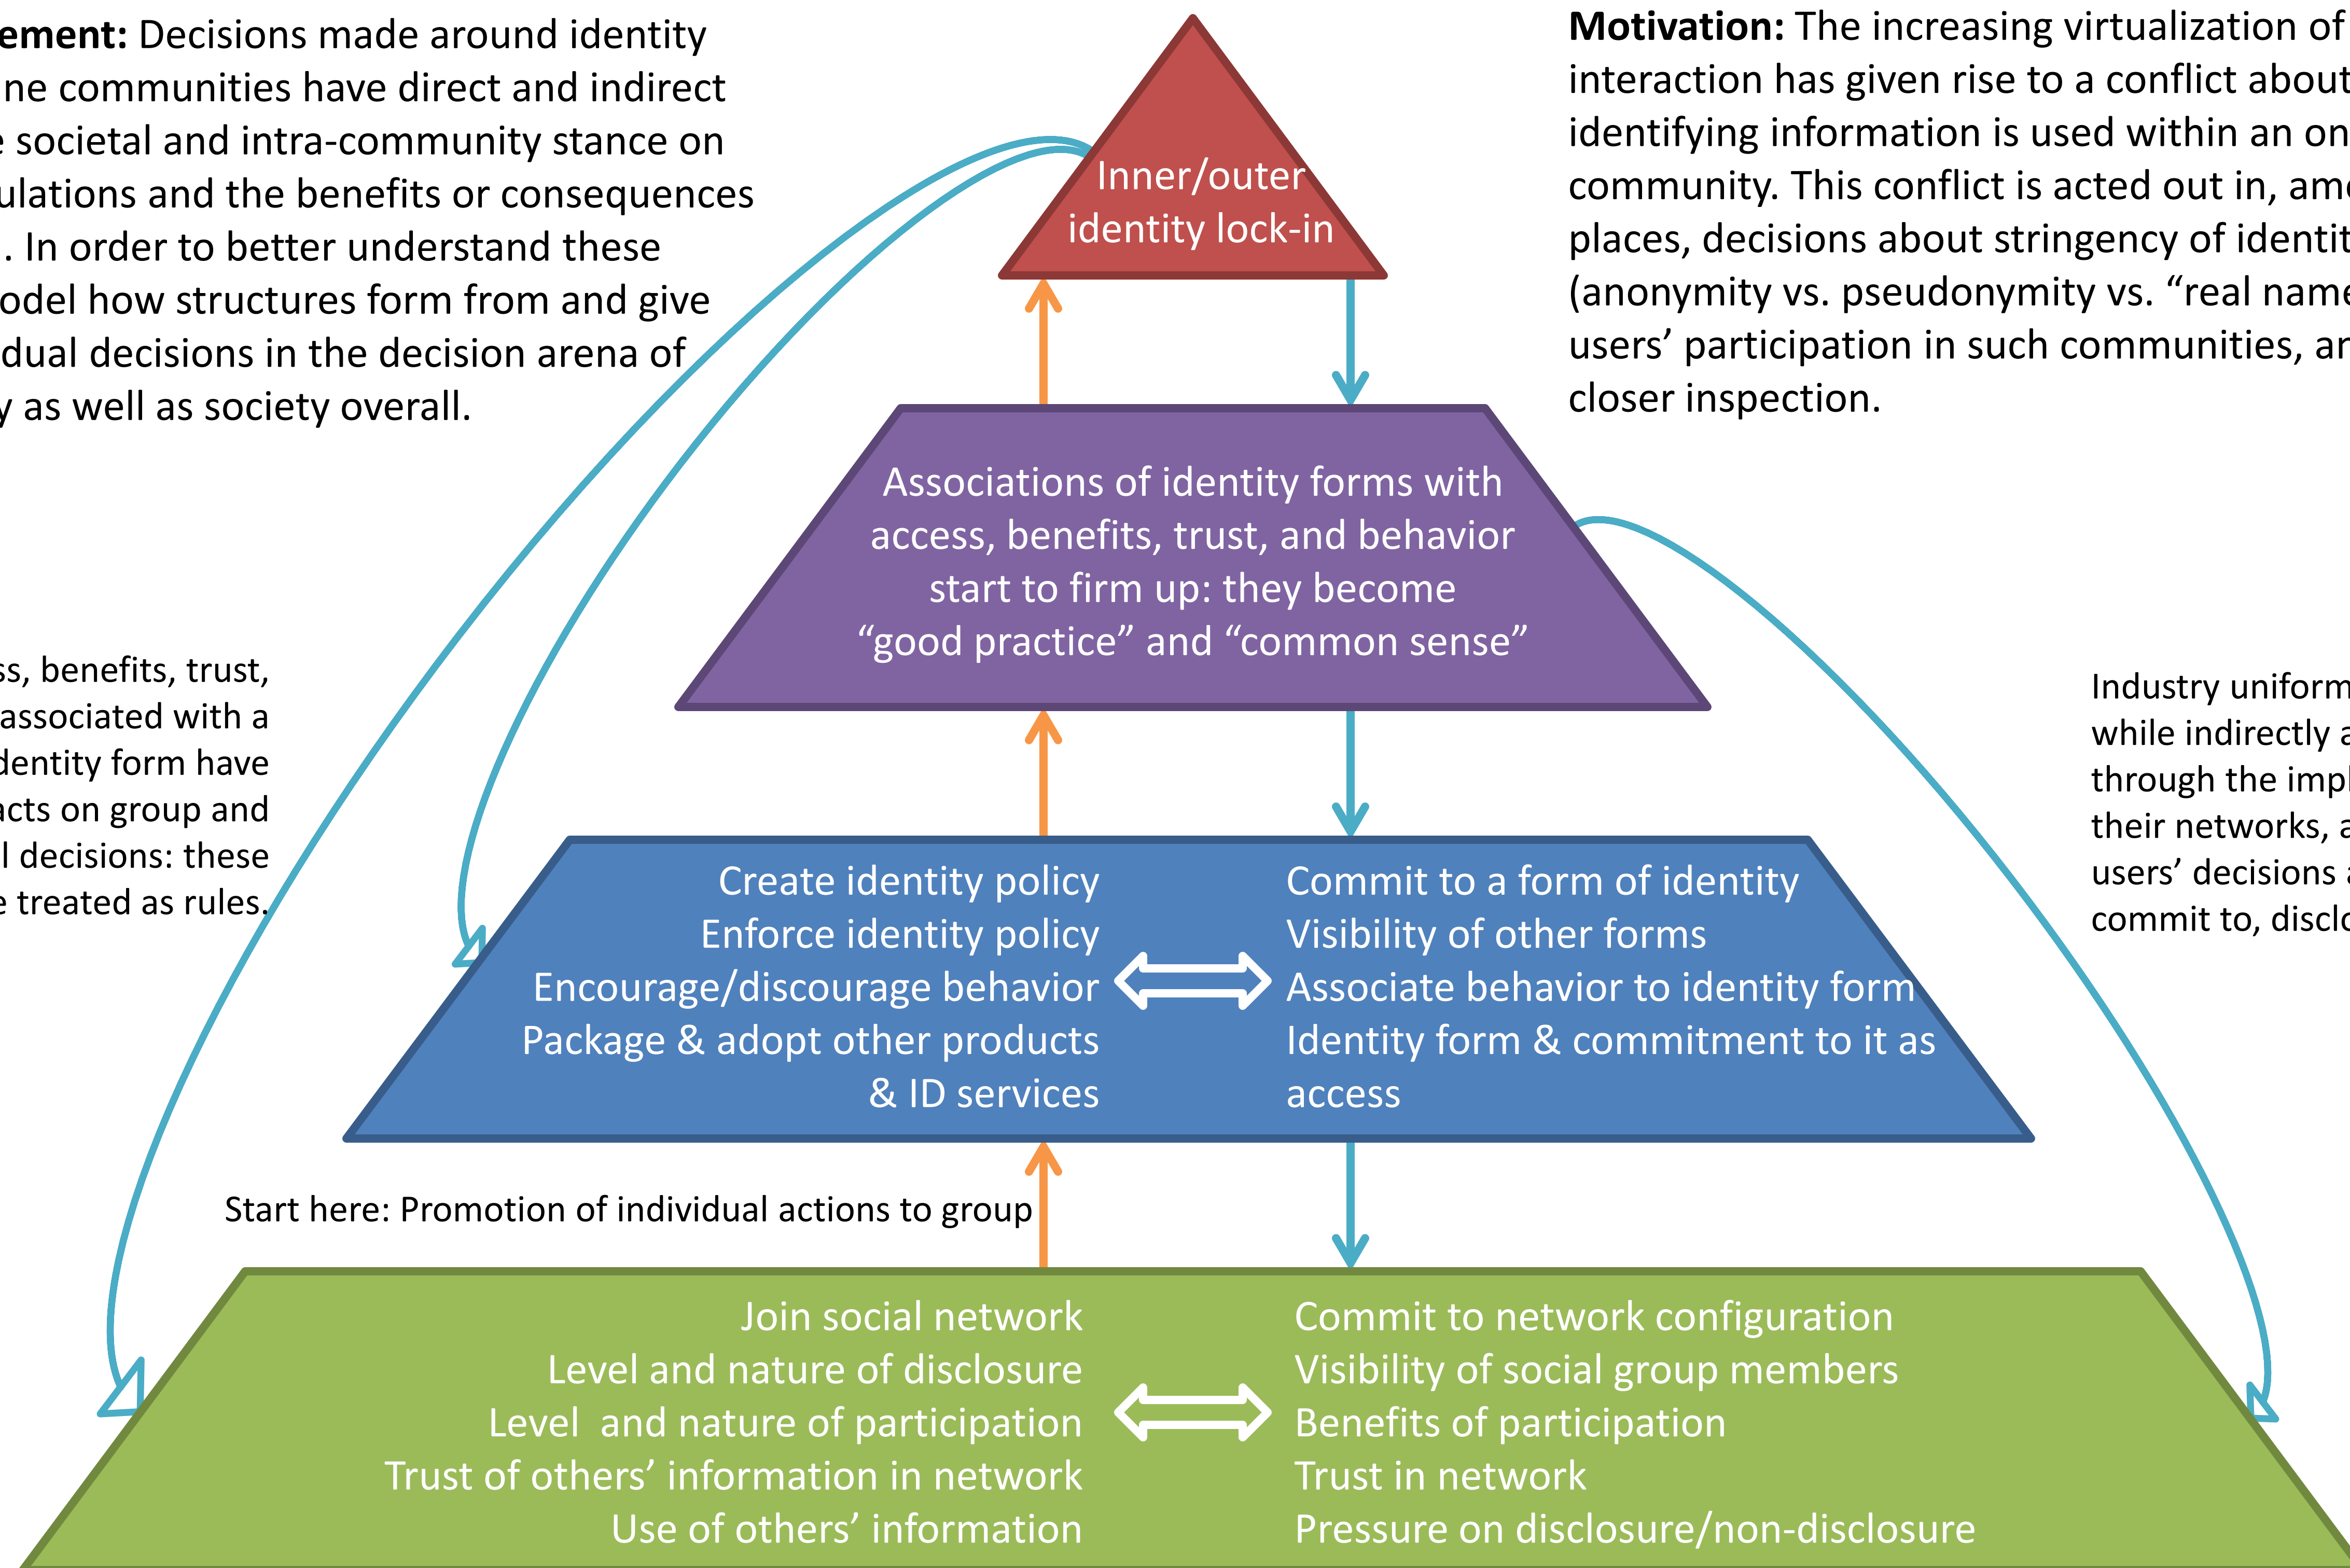 ement: Decisions made around identity
ne communities have direct and indirect
e societal and intra-community stance on
ulations and the benefits or consequences
. In order to better understand these
odel how structures form from and give
dual decisions in the decision arena of
y as well as society overall.
Motivation: The increasing virtualization of
interaction has given rise to a conflict about
identifying information is used within an on
community. This conflict is acted out in, am
places, decisions about stringency of identit
(anonymity vs. pseudonymity vs. “real name
users’ participation in such communities, an
closer inspection.
Inner/outer
identity lock-in
Associations of identity forms with
access, benefits, trust, and behavior
start to firm up: they become
“good practice” and “common sense”
ss, benefits, trust,
associated with a
dentity form have
acts on group and
l decisions: these
e treated as rules.
Industry uniform
while indirectly a
through the impl
their networks, a
users’ decisions a
commit to, disclo
Create identity policy
Enforce identity policy
Encourage/discourage behavior
Package & adopt other products
& ID services
Commit to a form of identity
Visibility of other forms
Associate behavior to identity form
Identity form & commitment to it as
access
Start here: Promotion of individual actions to group
Join social network
Level and nature of disclosure
Level  and nature of participation
Trust of others’ information in network
Use of others’ information
Commit to network configuration
Visibility of social group members
Benefits of participation
Trust in network
Pressure on disclosure/non-disclosure